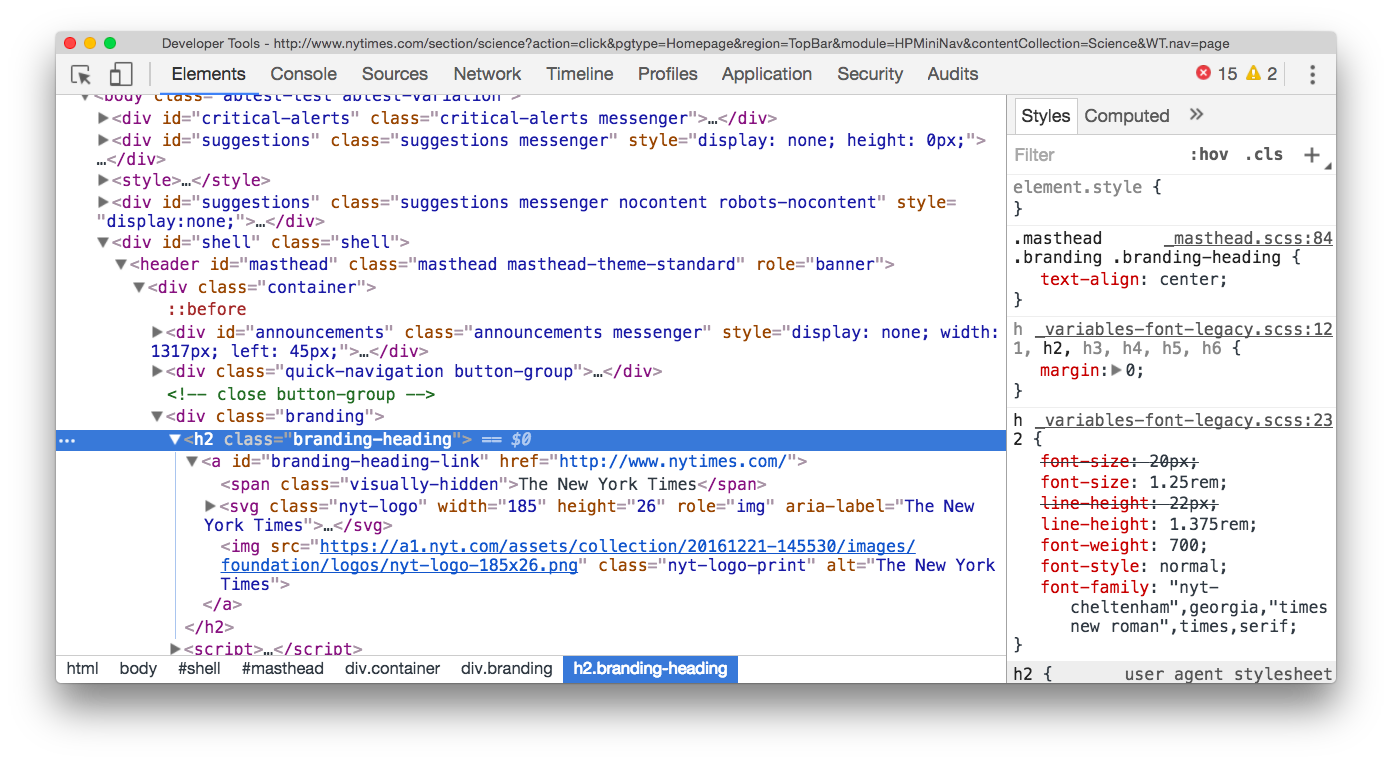 Developer Tools - http://www.nytimes.com/section/science?action=click&pgtype=Homepage&region=TopBar&module=HPMiniNav&contentCollection=Science&WT.nav=page
Elements Console Sources Network Timeline Profiles Application Security Audits 15 2
<body class="abtest-test abtest-variation">
<div id="critical-alerts" class="critical-alerts messenger">…</div>
<div id="suggestions" class="suggestions messenger" style="display: none; height: 0px;">
…</div>
<style>…</style>
<div id="suggestions" class="suggestions messenger nocontent robots-nocontent" style=
"display:none;">…</div>
<div id="shell" class="shell">
<header id="masthead" class="masthead masthead-theme-standard" role="banner">
<div class="container">
::before
<div id="announcements" class="announcements messenger" style="display: none; width:
1317px; left: 45px;">…</div>
<div class="quick-navigation button-group">…</div>
<!-- close button-group -->
<div class="branding">
… <h2 class="branding-heading"> == $0
<a id="branding-heading-link" href="http://www.nytimes.com/">
<span class="visually-hidden">The New York Times</span>
<svg class="nyt-logo" width="185" height="26" role="img" aria-label="The New
York Times">…</svg>
<img src="https://a1.nyt.com/assets/collection/20161221-145530/images/
foundation/logos/nyt-logo-185x26.png" class="nyt-logo-print" alt="The New York
Times">
</a>
</h2>
<script>…</script>
html body #shell #masthead div.container div.branding h2.branding-heading
Styles Computed »
Filter :hov .cls +
element.style {
}
.masthead _masthead.scss:84
.branding .branding-heading {
text-align: center;
}
h _variables-font-legacy.scss:12
1, h2, h3, h4, h5, h6 {
margin: 0;
}
h _variables-font-legacy.scss:23
2 {
font-size: 20px;
font-size: 1.25rem;
line-height: 22px;
line-height: 1.375rem;
font-weight: 700;
font-style: normal;
font-family: "nyt-
cheltenham",georgia,"times
new roman",times,serif;
}
h2 { user agent stylesheet